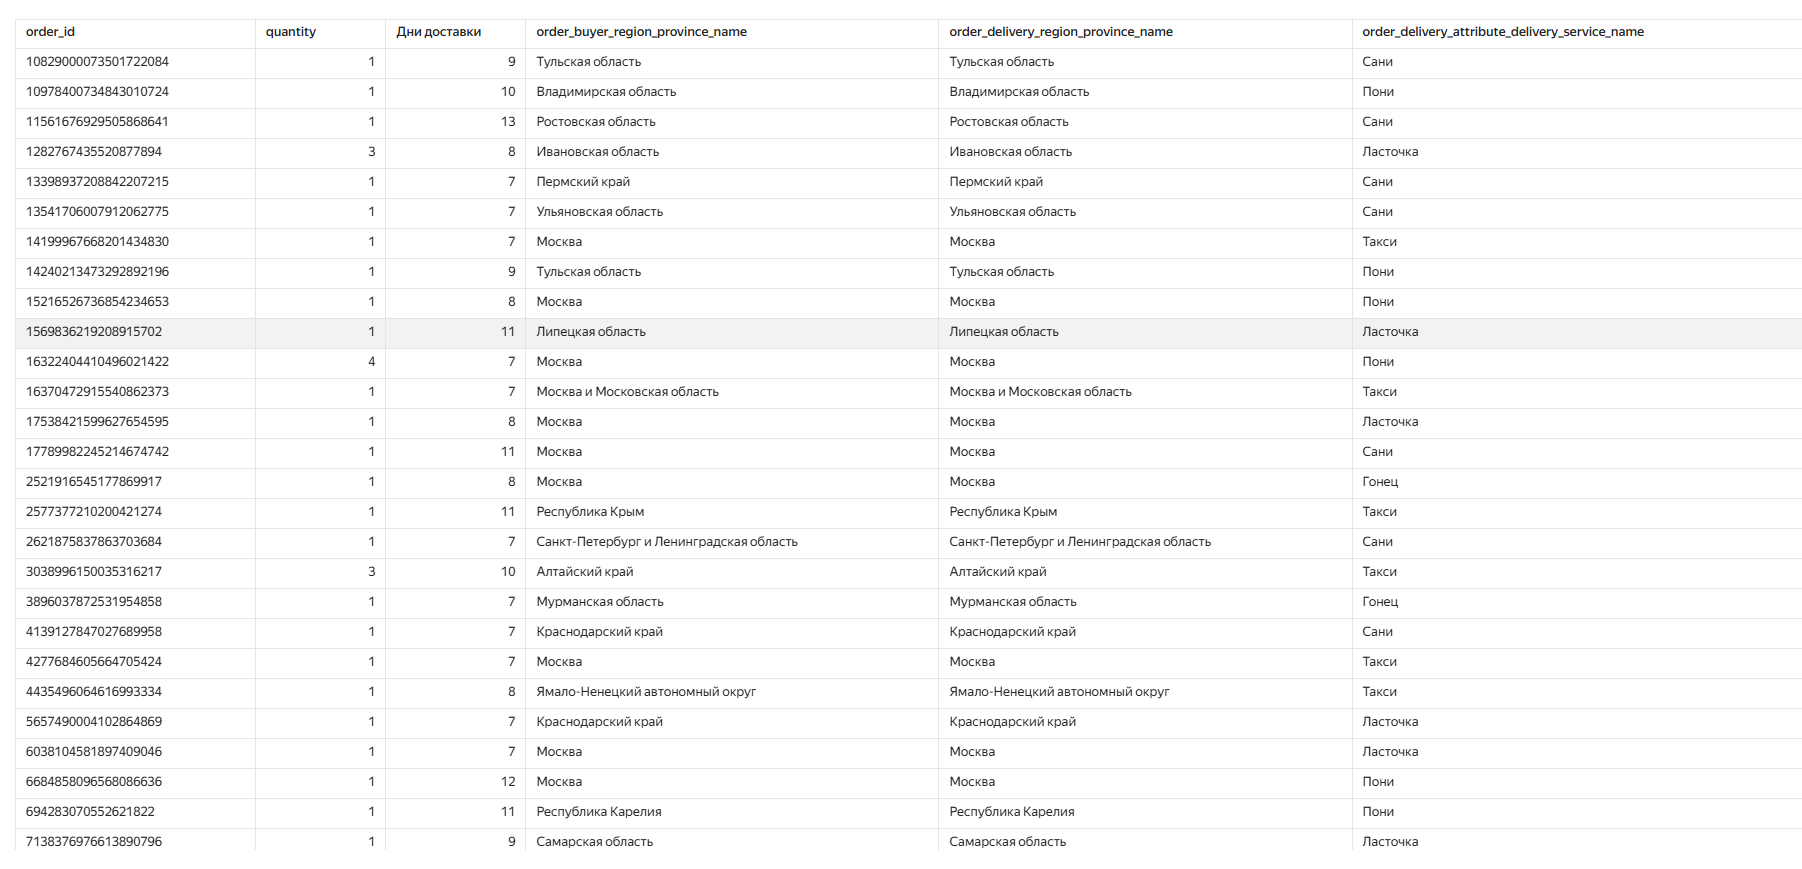 order_id quantity Дни доставки order_buyer_region_province_name order_delivery_region_province_name order_delivery_attribute_delivery_service_name
10829000073501722084 1 9 Тульская область Тульская область Сани
10978400734843010724 1 10 Владимирская область Владимирская область Пони
11561676929505868641 1 13 Ростовская область Ростовская область Сани
1282767435520877894 3 8 Ивановская область Ивановская область Ласточка
13398937208842207215 1 7 Пермский край Пермский край Сани
13541706007912062775 1 7 Ульяновская область Ульяновская область Сани
14199967668201434830 1 7 Москва Москва Такси
14240213473292892196 1 9 Тульская область Тульская область Пони
15216526736854234653 1 8 Москва Москва Пони
1569836219208915702 1 11 Липецкая область Липецкая область Ласточка
16322404410496021422 4 7 Москва Москва Пони
16370472915540862373 1 7 Москва и Московская область Москва и Московская область Такси
17538421599627654595 1 8 Москва Москва Ласточка
17789982245214674742 1 11 Москва Москва Сани
2521916545177869917 1 8 Москва Москва Гонец
2577377210200421274 1 11 Республика Крым Республика Крым Такси
2621875837863703684 1 7 Санкт-Петербург и Ленинградская область Санкт-Петербург и Ленинградская область Сани
3038996150035316217 3 10 Алтайский край Алтайский край Такси
3896037872531954858 1 7 Мурманская область Мурманская область Гонец
4139127847027689958 1 7 Краснодарский край Краснодарский край Сани
4277684605664705424 1 7 Москва Москва Такси
4435496064616993334 1 8 Ямало-Ненецкий автономный округ Ямало-Ненецкий автономный округ Такси
5657490004102864869 1 7 Краснодарский край Краснодарский край Ласточка
6038104581897409046 1 7 Москва Москва Ласточка
6684858096568086636 1 12 Москва Москва Пони
694283070552621822 1 11 Республика Карелия Республика Карелия Пони
7138376976613890796 1 9 Самарская область Самарская область Ласточка